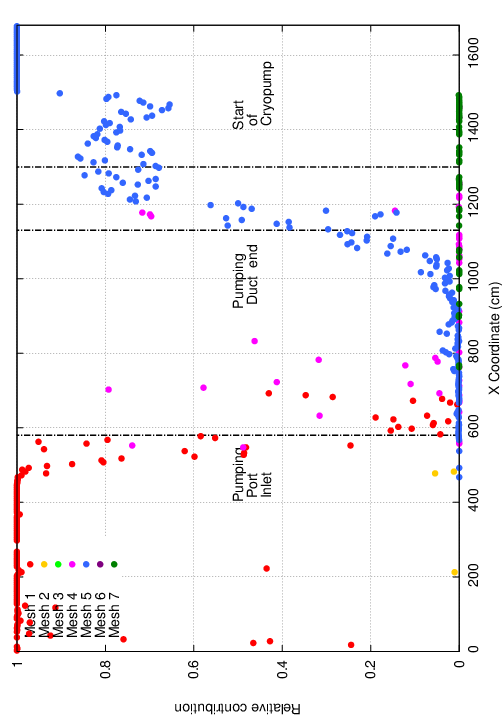 Relative contribution
1
0.8
0.6
0.4
0.2
0
0
200
400
600
800
1000
1200
1400
1600
X Coordinate (cm)
Mesh 1
Mesh 2
Mesh 3
Mesh 4
Mesh 5
Mesh 6
Mesh 7
Pumping
Port
Inlet
Pumping
Duct end
Start
of
Cryopump